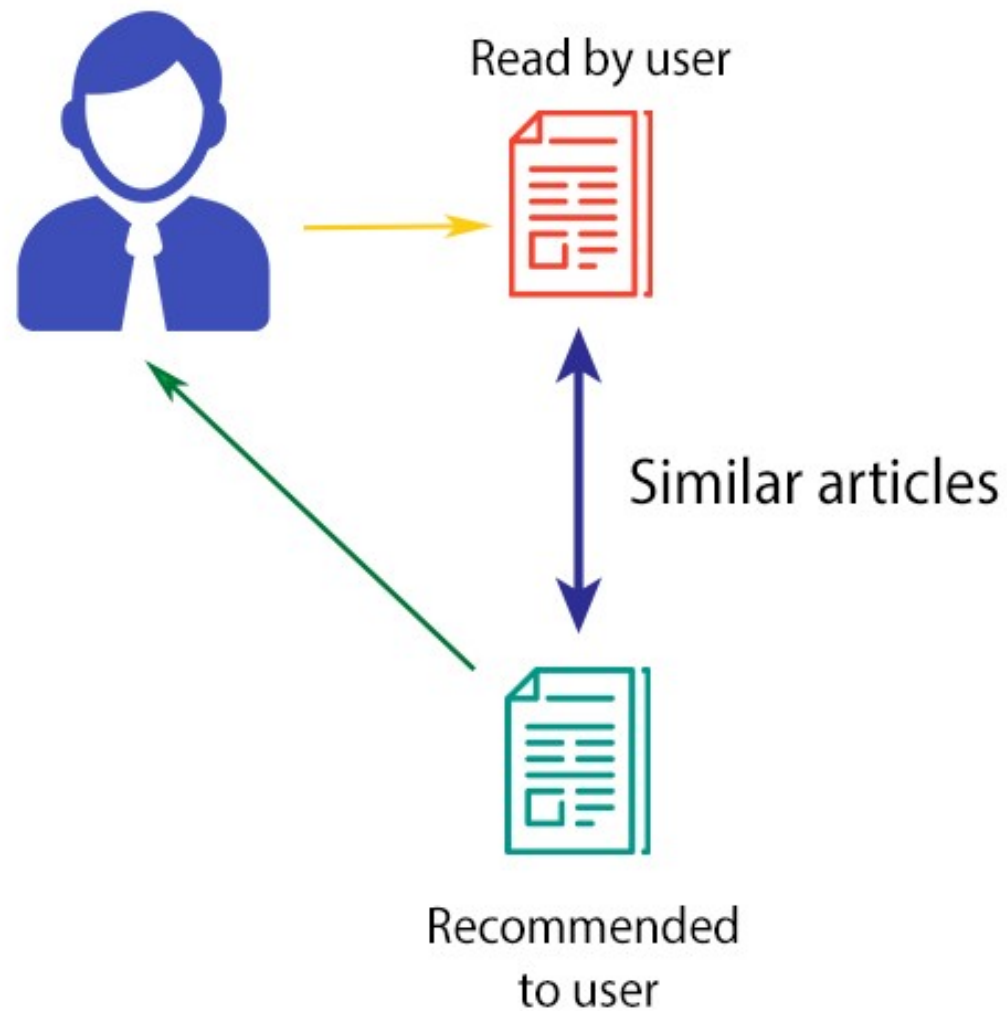 Read by user
Similar articles
Recommended
to user